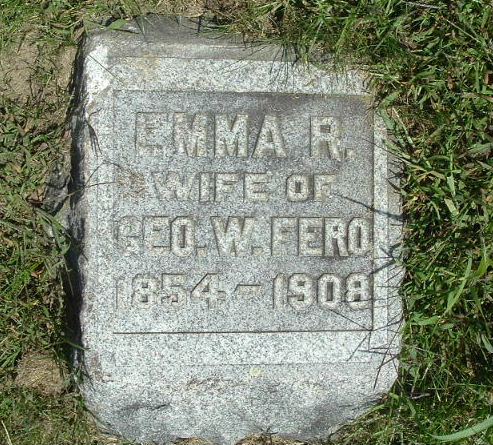 EMMA R.
WIFE OF
GEO. W. FERO
1854-1908